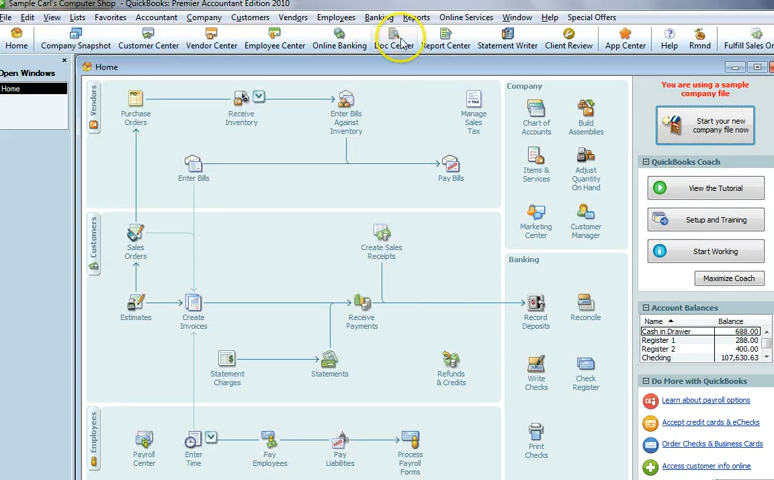 Sample Carl's Computer Shop - QuickBooks: Premier Accountant Edition 2010
File Edit View Lists Favorites Accountant Company Customers Vendors Employees Banking Reports Online Services Window Help Special Offers
Home Company Snapshot Customer Center Vendor Center Employee Center Online Banking Doc Center Report Center Statement Writer Client Review App Center Help Rmnd Fulfill Sales
Open Windows
Home
Home
Vendors
Purchase
Orders
Receive
Inventory
Enter Bills
Against
Inventory
Manage
Sales
Tax
Enter Bills
Pay Bills
Customers
Sales
Orders
Create Sales
Receipts
Estimates
Create
Invoices
Receive
Payments
Statement
Charges
Statements
Refunds
& Credits
Employees
Payroll
Center
Enter
Time
Pay
Employees
Pay
Liabilities
Process
Payroll
Forms
Company
Chart of
Accounts
Build
Assemblies
Items &
Services
Adjust
Quantity
On Hand
Marketing
Center
Customer
Manager
Banking
Record
Deposits
Reconcile
Write
Checks
Check
Register
Print
Checks
You are using a sample
company file
Start your new
company file now
QuickBooks Coach
View the Tutorial
Setup and Training
Start Working
Maximize Coach
Account Balances
Name Balance
Cash in Drawer 688.00
Register 1 288.00
Register 2 400.00
Checking 107,630.63
Do More with QuickBooks
Learn about payroll options
Accept credit cards & eChecks
Order Checks & Business Cards
Access customer info online